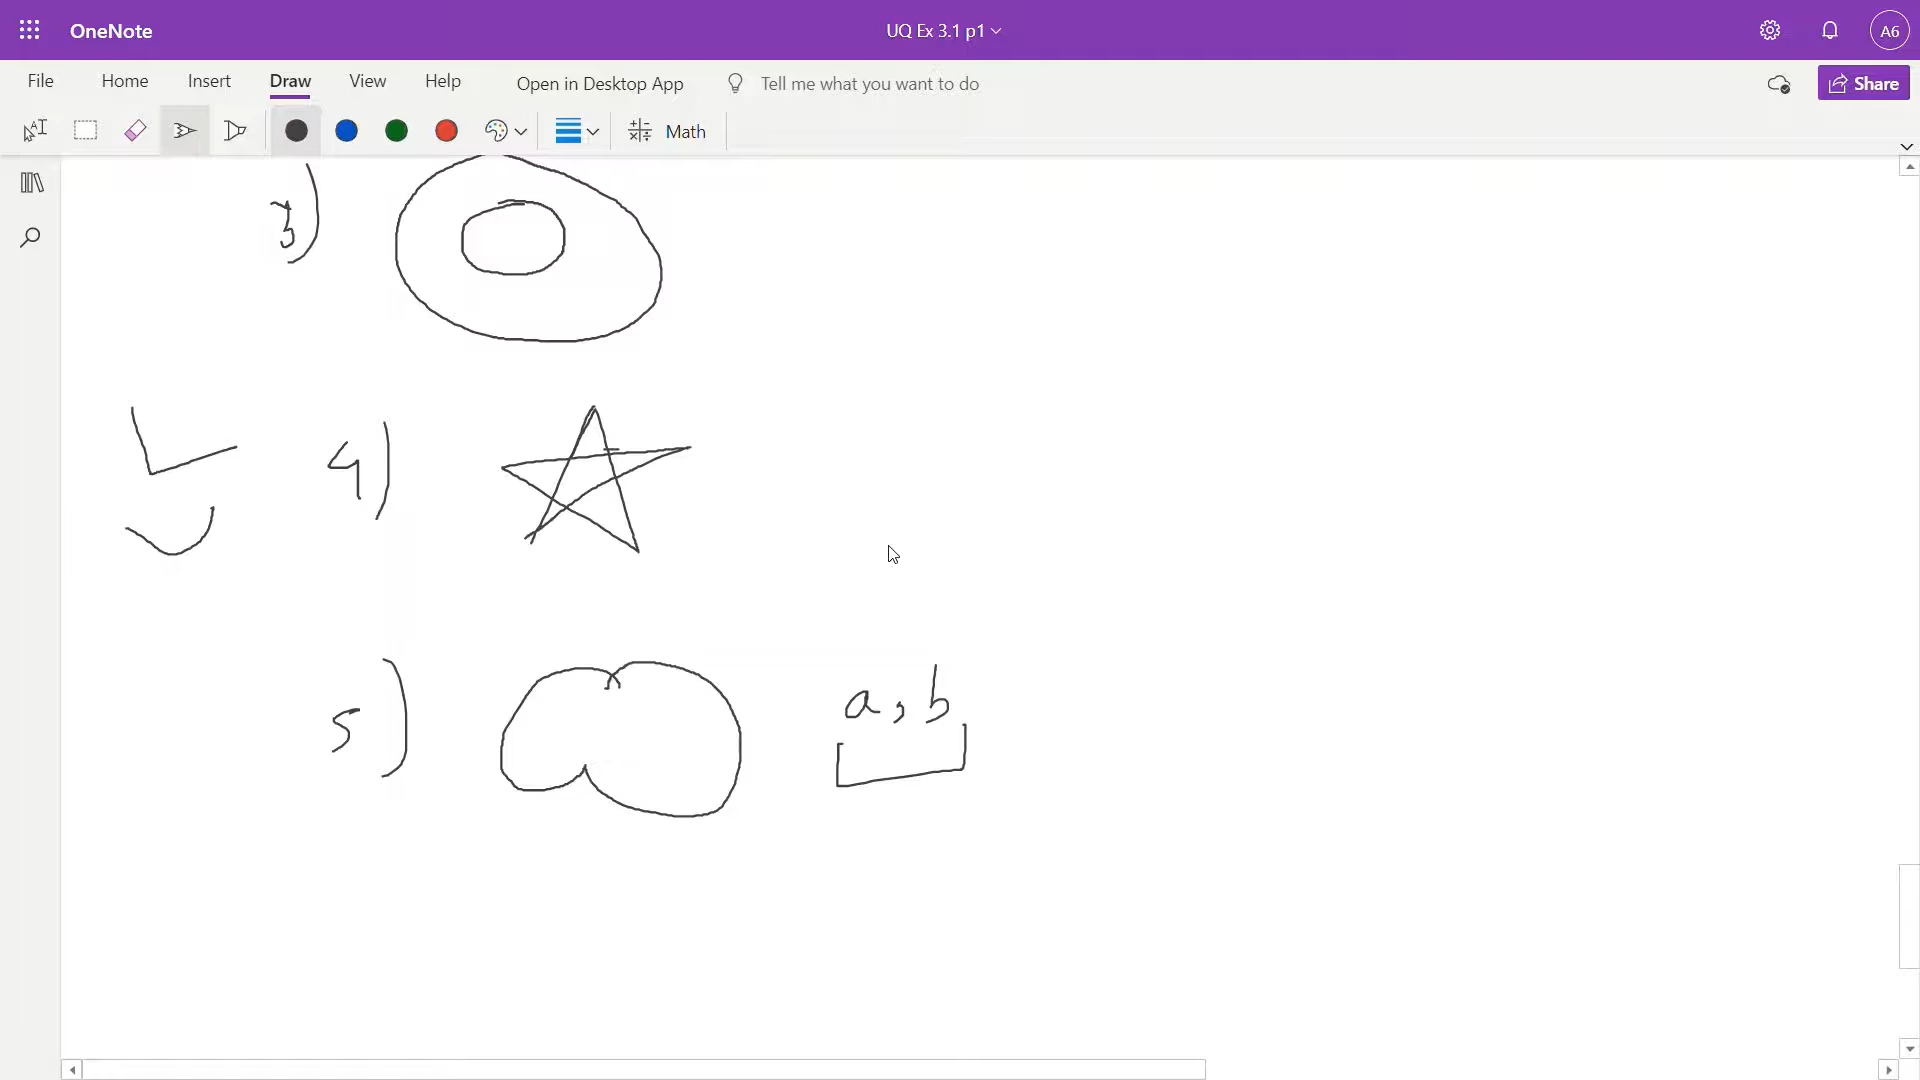 OneNote
UQ Ex 3.1 p1
A6
File Home Insert Draw View Help Open in Desktop App Tell me what you want to do
Share
Math
3)
4)
5)
a, b